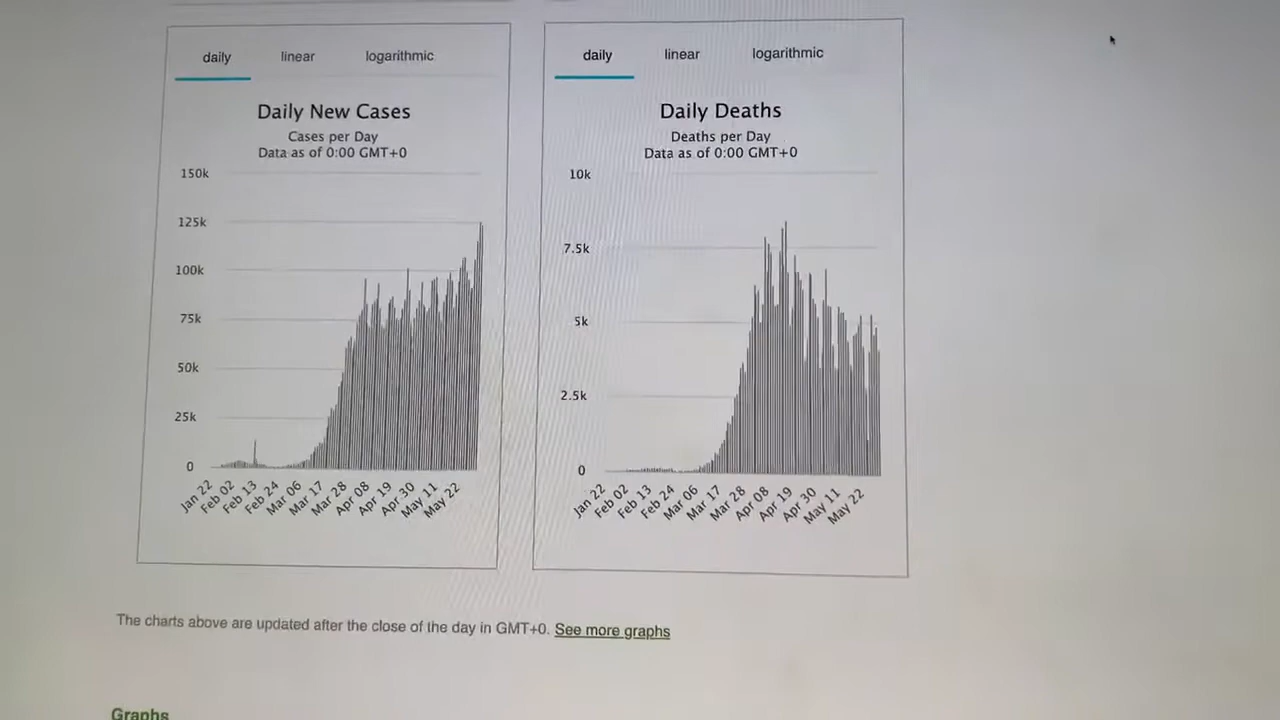 daily linear logarithmic
Daily New Cases
Cases per Day
Data as of 0:00 GMT+0
150k
125k
100k
75k
50k
25k
0
Jan 22 Feb 02 Feb 13 Feb 24 Mar 06 Mar 17 Mar 28 Apr 08 Apr 19 Apr 30 May 11 May 22
daily linear logarithmic
Daily Deaths
Deaths per Day
Data as of 0:00 GMT+0
10k
7.5k
5k
2.5k
0
Jan 22 Feb 02 Feb 13 Feb 24 Mar 06 Mar 17 Mar 28 Apr 08 Apr 19 Apr 30 May 11 May 22
The charts above are updated after the close of the day in GMT+0. See more graphs
Graphs